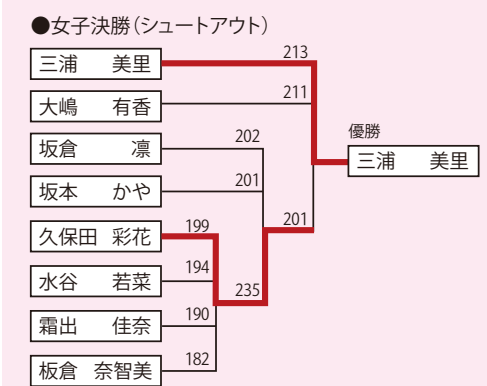 ●女子決勝（シュートアウト）
三浦 美里
213
大嶋 有香
211
坂倉 凛
202
優勝
三浦 美里
坂本 かや
201
久保田 彩花
199
201
水谷 若菜
194
235
霜出 佳奈
190
板倉 奈智美
182